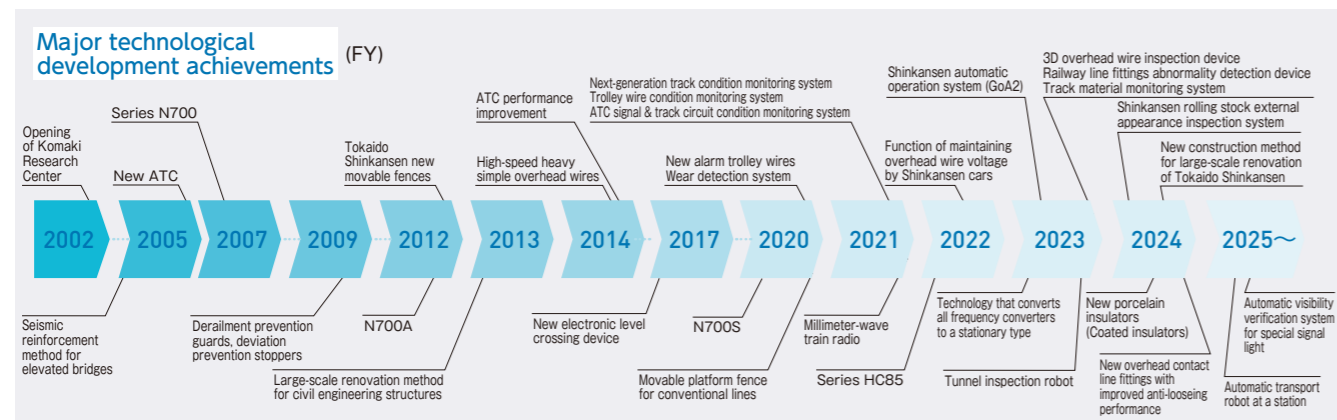 Major technological
development achievements (FY)
Opening
of Komaki
Research
Center
New ATC
Series N700
Tokaido
Shinkansen new
movable fences
ATC performance
improvement
High-speed heavy
simple overhead wires
Next-generation track condition monitoring system
Trolley wire condition monitoring system
ATC signal & track circuit condition monitoring system
New alarm trolley wires
Wear detection system
Shinkansen automatic
operation system (GoA2)
Function of maintaining
overhead wire voltage
by Shinkansen cars
3D overhead wire inspection device
Railway line fittings abnormality detection device
Track material monitoring system
Shinkansen rolling stock external
appearance inspection system
New construction method
for large-scale renovation
of Tokaido Shinkansen
2002 2005 2007 2009 2012 2013 2014 2017 2020 2021 2022 2023 2024 2025～
Seismic
reinforcement
method for
elevated bridges
Derailment prevention
guards, deviation
prevention stoppers
Large-scale renovation method
for civil engineering structures
N700A
New electronic level
crossing device
N700S
Movable platform fence
for conventional lines
Millimeter-wave
train radio
Series HC85
Technology that converts
all frequency converters
to a stationary type
Tunnel inspection robot
New porcelain
insulators
(Coated insulators)
New overhead contact
line fittings with
improved anti-looseing
performance
Automatic visibility
verification system
for special signal
light
Automatic transport
robot at a station